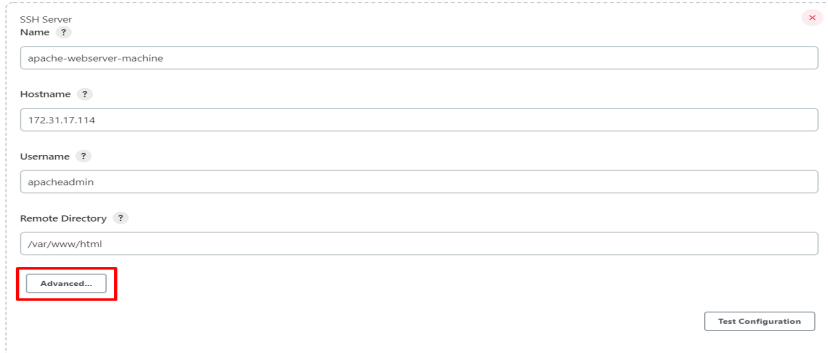 SSH Server
Name ?
apache-webserver-machine
Hostname ?
172.31.17.114
Username ?
apacheadmin
Remote Directory ?
/var/www/html
Advanced...
Test Configuration